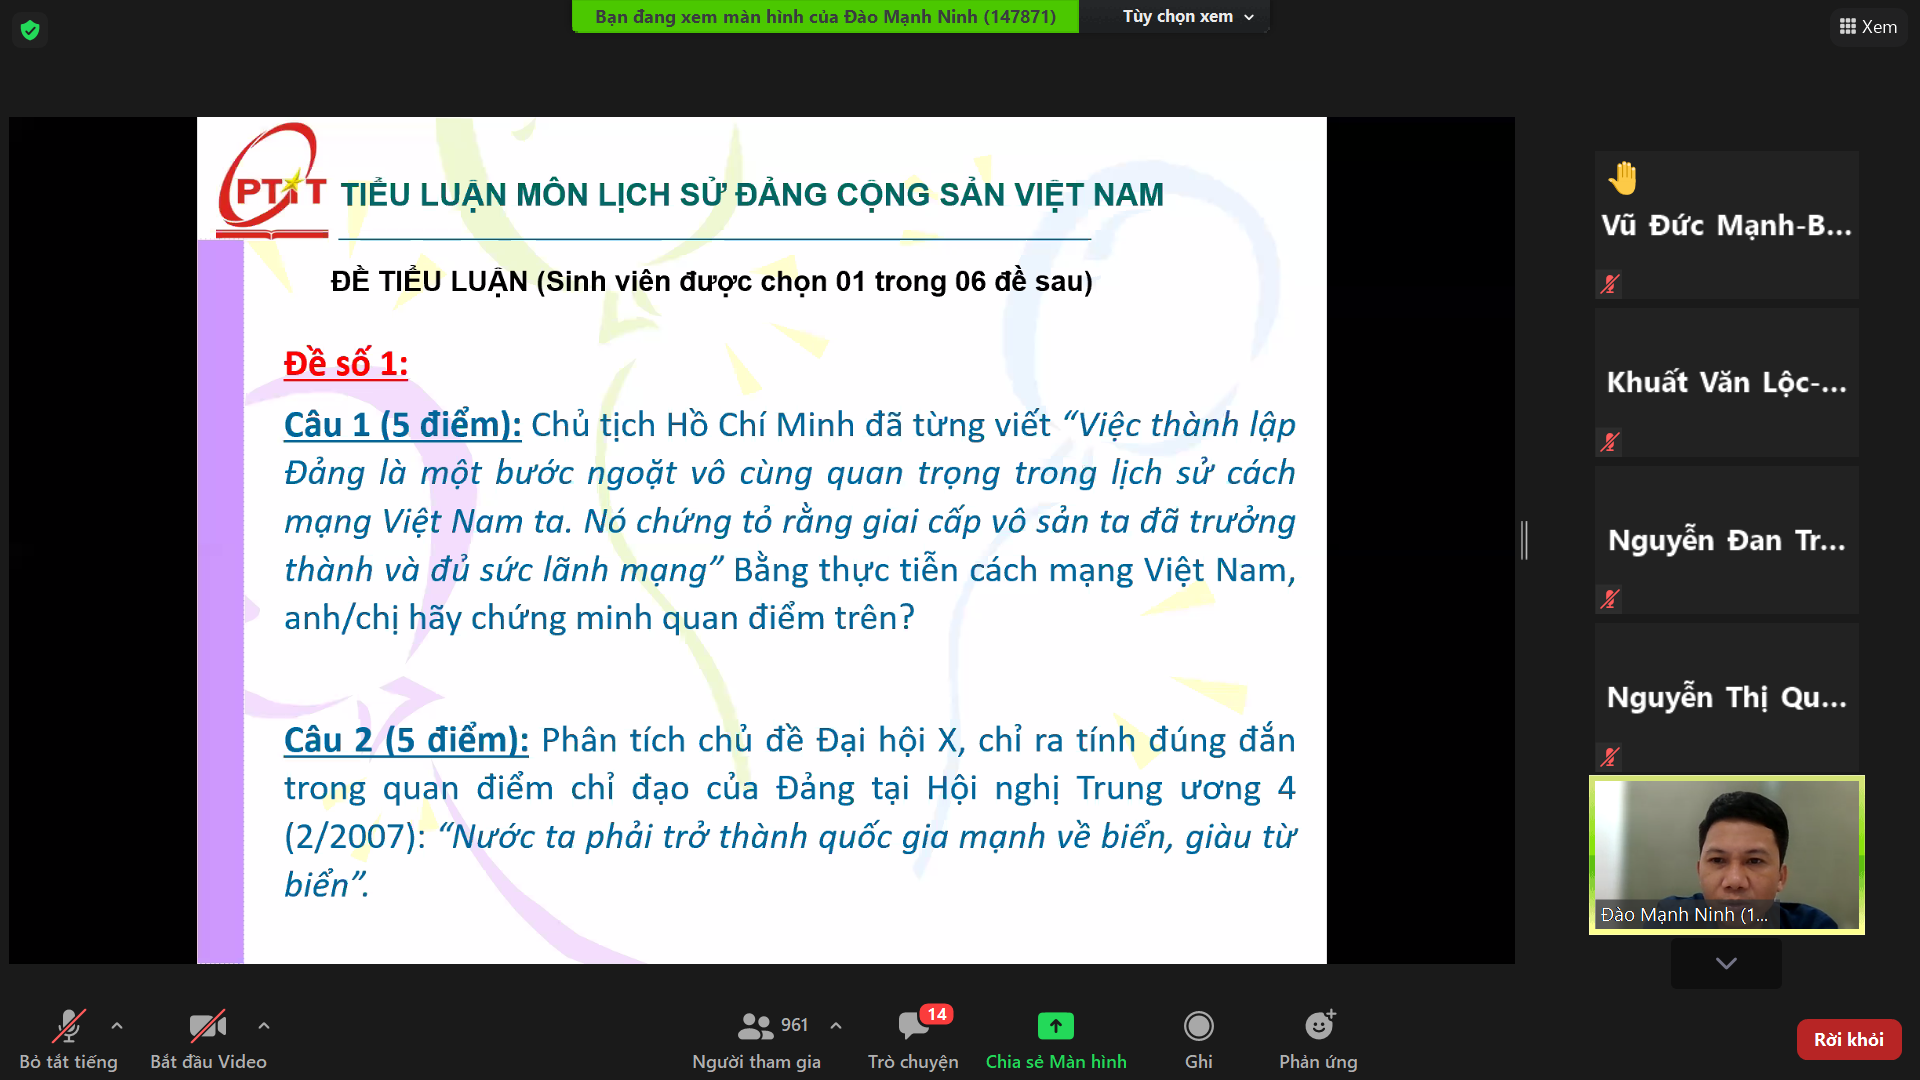 Bạn đang xem màn hình của Đào Mạnh Ninh (147871)
Tùy chọn xem
Xem
PTIT
TIỂU LUẬN MÔN LỊCH SỬ ĐẢNG CỘNG SẢN VIỆT NAM
ĐỀ TIỂU LUẬN (Sinh viên được chọn 01 trong 06 đề sau)
Đề số 1:
Câu 1 (5 điểm): Chủ tịch Hồ Chí Minh đã từng viết “Việc thành lập
Đảng là một bước ngoặt vô cùng quan trọng trong lịch sử cách
mạng Việt Nam ta. Nó chứng tỏ rằng giai cấp vô sản ta đã trưởng
thành và đủ sức lãnh mạng” Bằng thực tiễn cách mạng Việt Nam,
anh/chị hãy chứng minh quan điểm trên?
Câu 2 (5 điểm): Phân tích chủ đề Đại hội X, chỉ ra tính đúng đắn
trong quan điểm chỉ đạo của Đảng tại Hội nghị Trung ương 4
(2/2007): “Nước ta phải trở thành quốc gia mạnh về biển, giàu từ
biển”.
Vũ Đức Mạnh-B...
Khuất Văn Lộc-...
Nguyễn Đan Tr...
Nguyễn Thị Qu...
Đào Mạnh Ninh (1...
Bỏ tắt tiếng
Bắt đầu Video
961
Người tham gia
14
Trò chuyện
Chia sẻ Màn hình
Ghi
Phản ứng
Rời khỏi